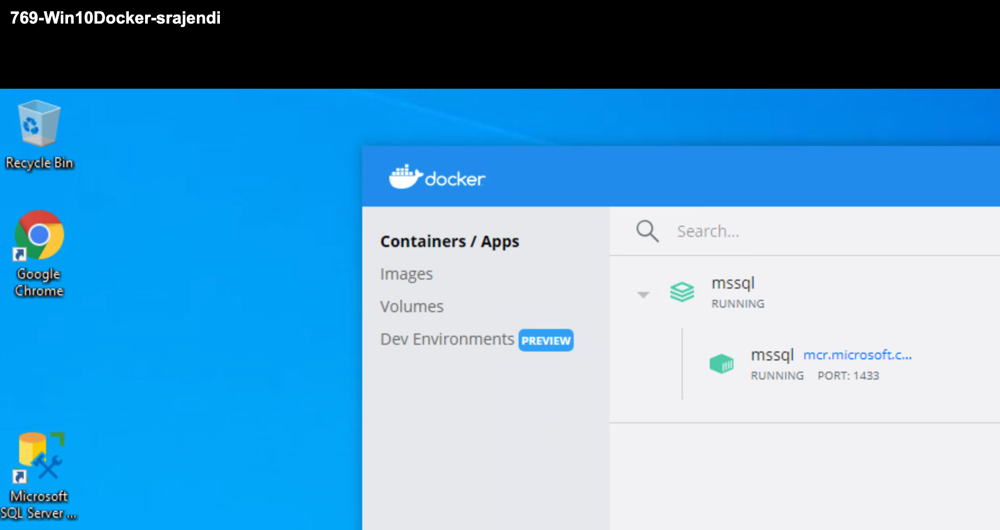 769-Win10Docker-srajendi
Recycle Bin
Google
Chrome
Microsoft
SQL Server ...
docker
Containers / Apps
Images
Volumes
Dev Environments PREVIEW
Search...
mssql
RUNNING
mssql mcr.microsoft.c...
RUNNING PORT: 1433